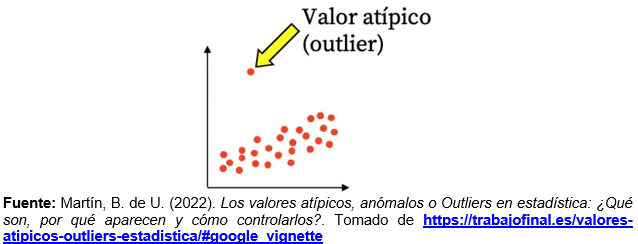 Valor atípico
(outlier)
Fuente: Martín, B. de U. (2022). Los valores atípicos, anómalos o Outliers en estadística: ¿Qué
son, por qué aparecen y cómo controlarlos?. Tomado de https://trabajofinal.es/valores-
atipicos-outliers-estadistica/#google_vignette